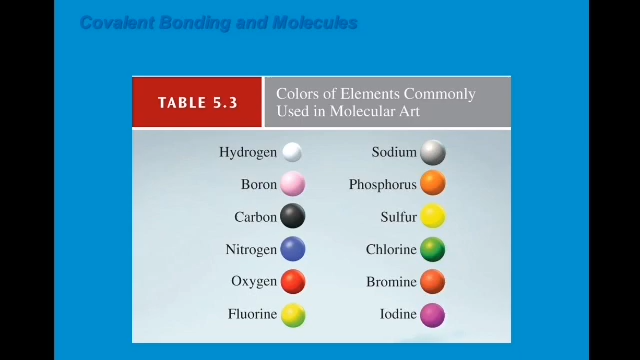 Covalent Bonding and Molecules
TABLE 5.3
Colors of Elements Commonly
Used in Molecular Art
Hydrogen
Boron
Carbon
Nitrogen
Oxygen
Fluorine
Sodium
Phosphorus
Sulfur
Chlorine
Bromine
Iodine